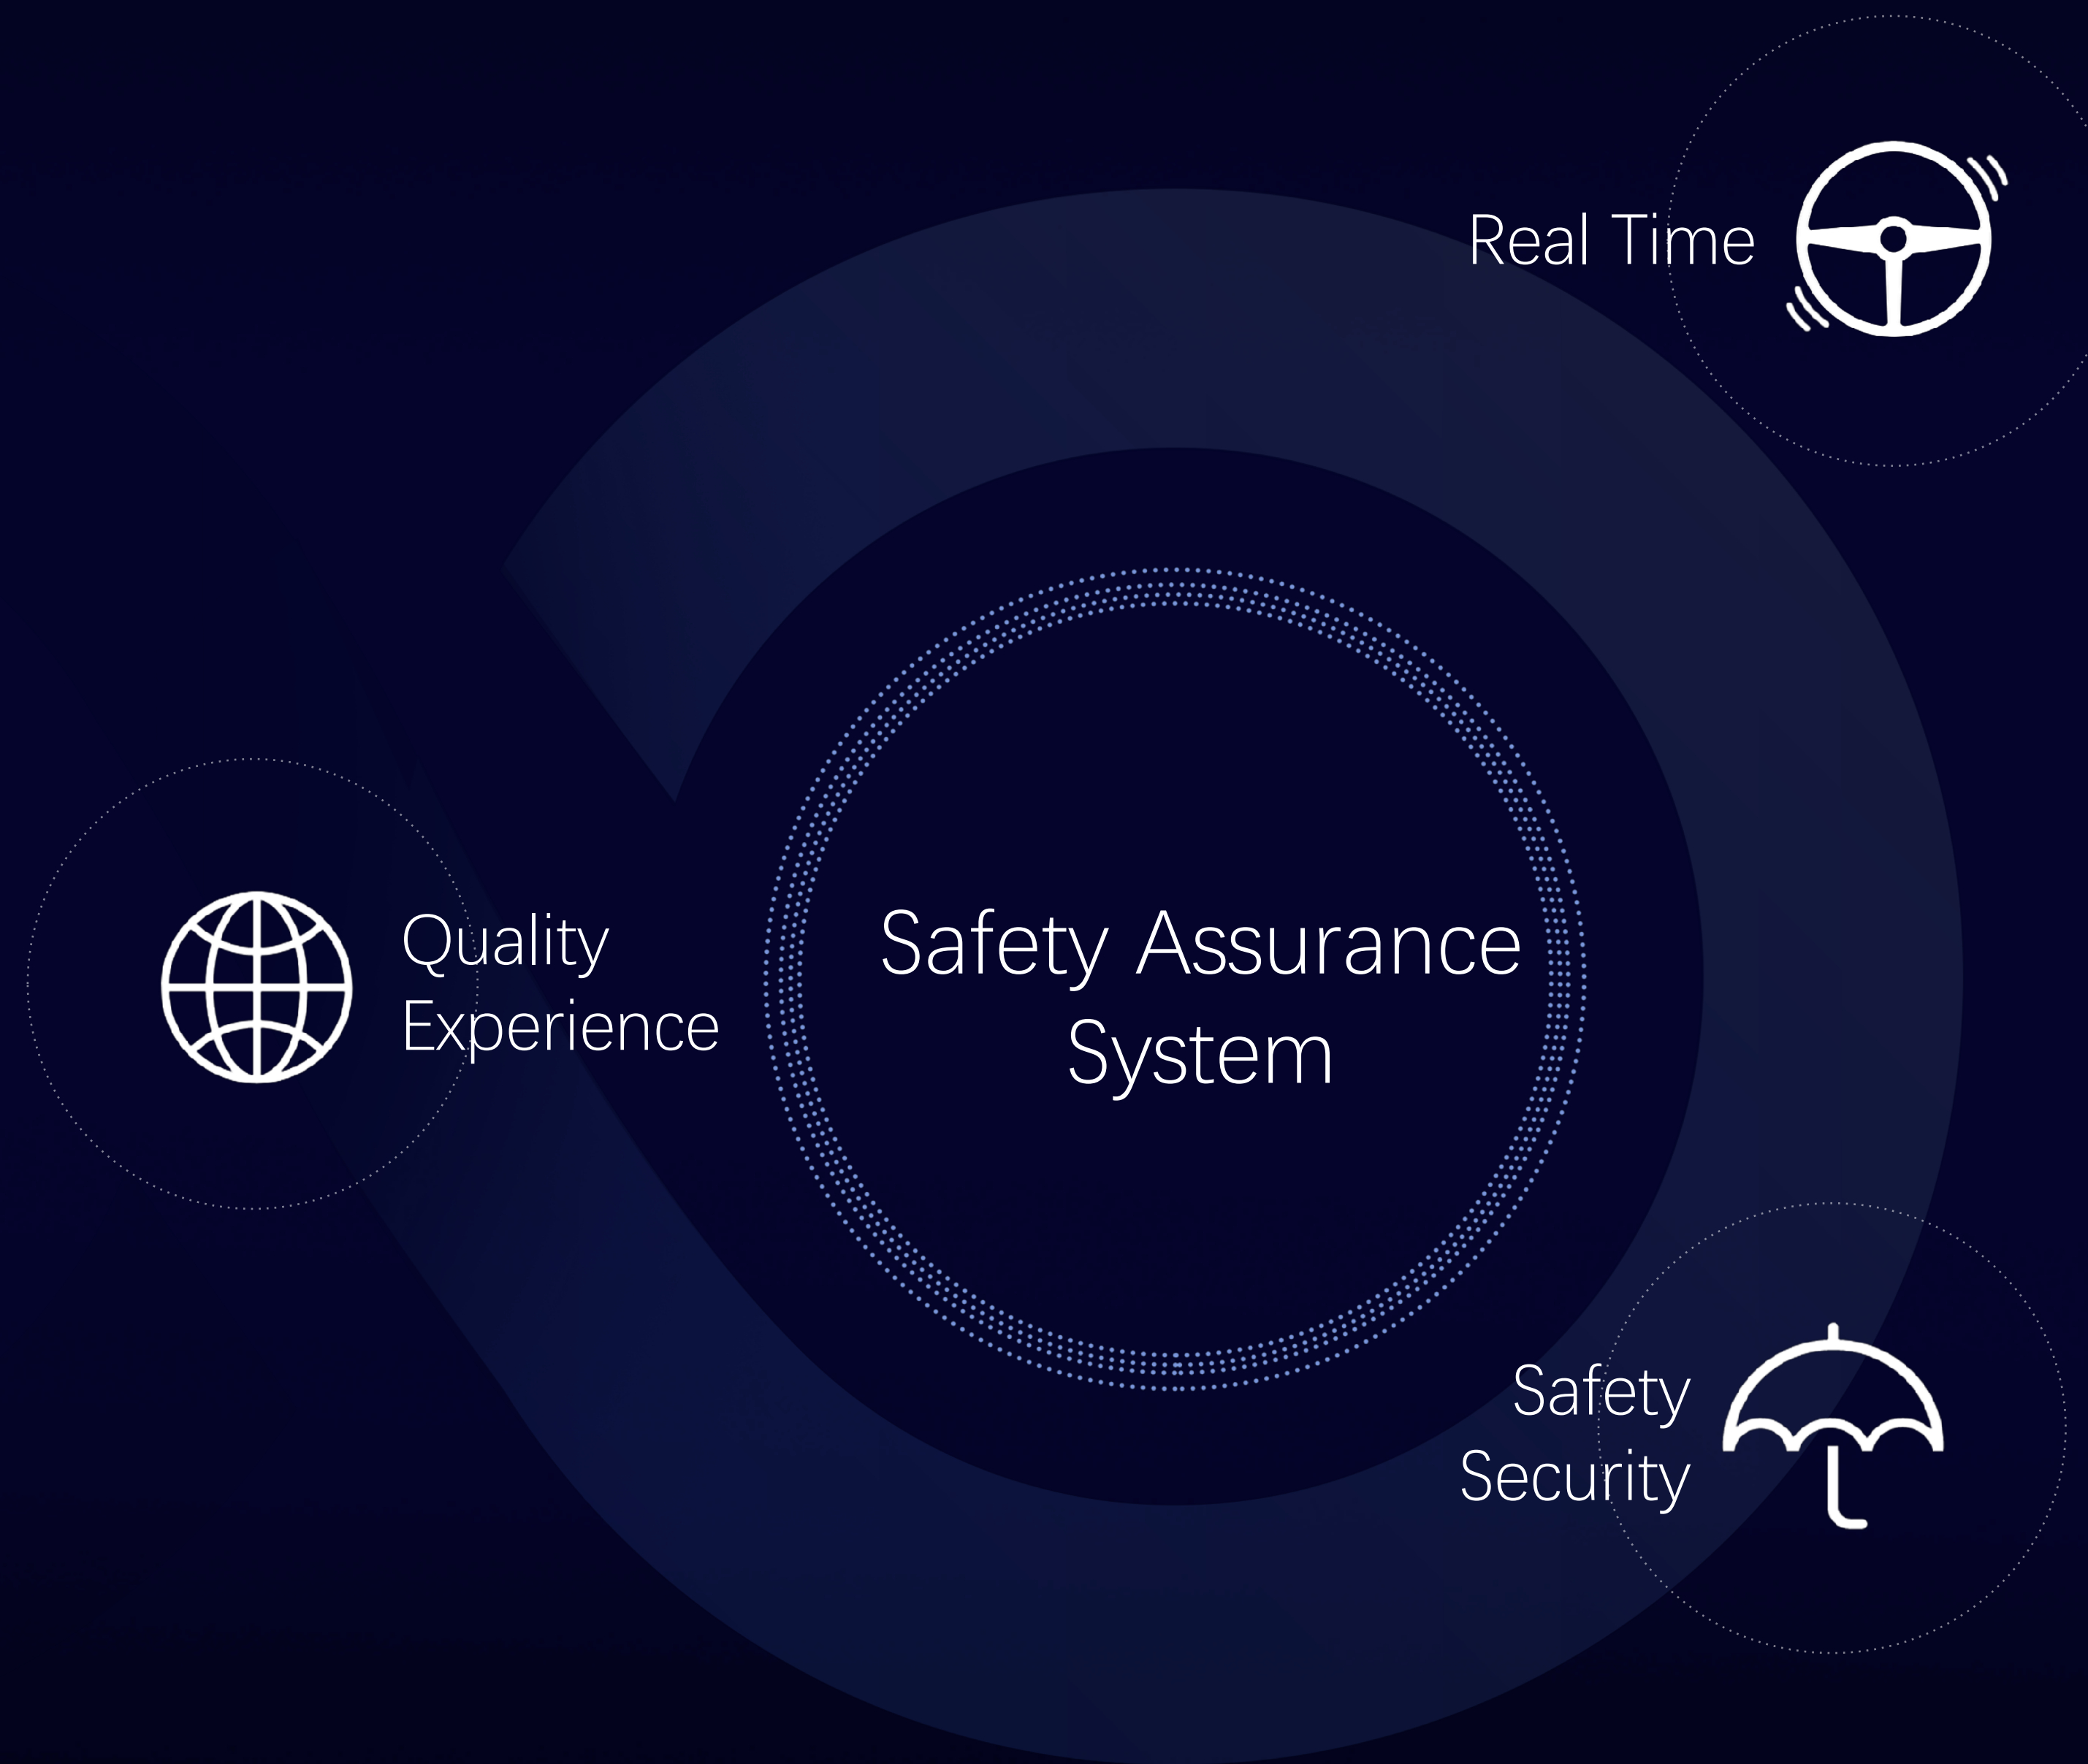 Real Time
Quality
Experience
Safety Assurance
System
Safety
Security